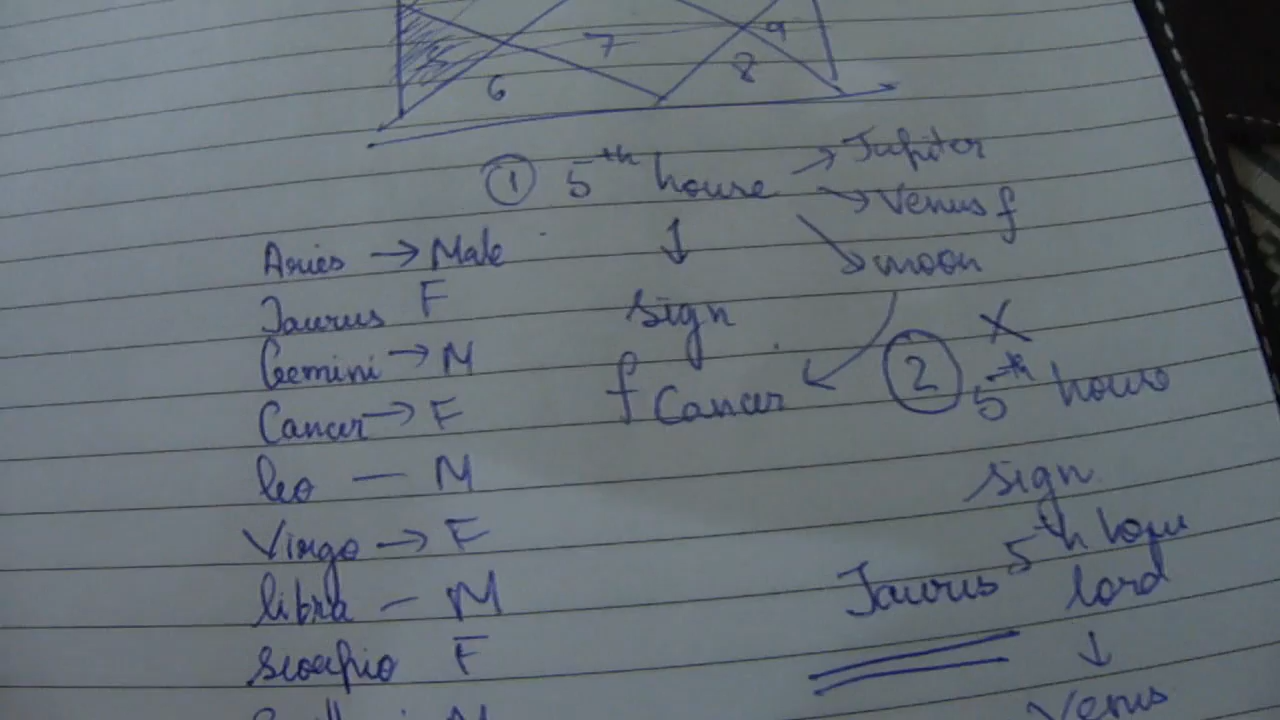 5 7 9
6 8
① 5th house → Jupiter
→ Venus f
→ moon
↓
sign
f Cancer
Aries → Male
Taurus F
Gemini → M
Cancer → F
leo — M
Virgo → F
libra — M
scorpio F
M
X
② 5th house
sign
5th house
Taurus lord
↓
Venus